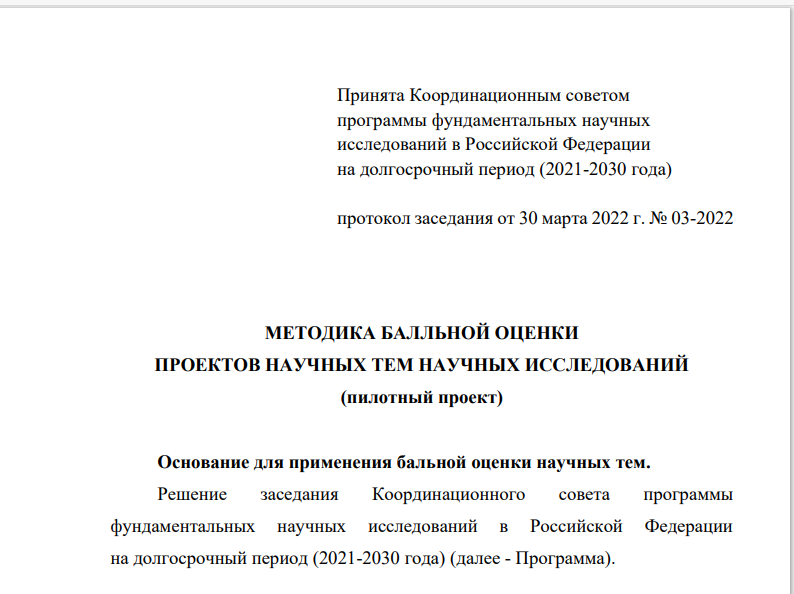 Принята Координационным советом
программы фундаментальных научных
исследований в Российской Федерации
на долгосрочный период (2021-2030 года)
протокол заседания от 30 марта 2022 г. № 03-2022
МЕТОДИКА БАЛЛЬНОЙ ОЦЕНКИ
ПРОЕКТОВ НАУЧНЫХ ТЕМ НАУЧНЫХ ИССЛЕДОВАНИЙ
(пилотный проект)
Основание для применения бальной оценки научных тем.
Решение заседания Координационного совета программы
фундаментальных научных исследований в Российской Федерации
на долгосрочный период (2021-2030 года) (далее - Программа).